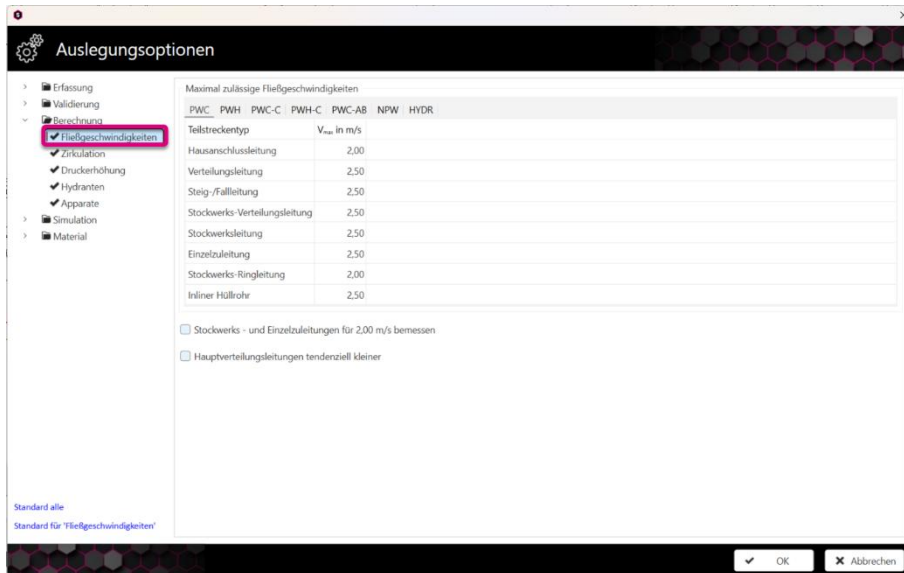 Auslegungsoptionen
Erfassung
Validierung
Berechnung
Fließgeschwindigkeiten
Zirkulation
Druckerhöhung
Hydranten
Apparate
Simulation
Material
Standard alle
Standard für 'Fließgeschwindigkeiten'
Maximal zulässige Fließgeschwindigkeiten
PWC PWH PWC-C PWH-C PWC-AB NPW HYDR
Teilstreckentyp Vmax in m/s
Hausanschlussleitung 2,00
Verteilungsleitung 2,50
Steig-/Fallleitung 2,50
Stockwerks-Verteilungsleitung 2,50
Stockwerksleitung 2,50
Einzelzuleitung 2,50
Stockwerks-Ringleitung 2,00
Inliner Hüllrohr 2,50
Stockwerks - und Einzelzuleitungen für 2,00 m/s bemessen
Hauptverteilungsleitungen tendenziell kleiner
OK Abbrechen